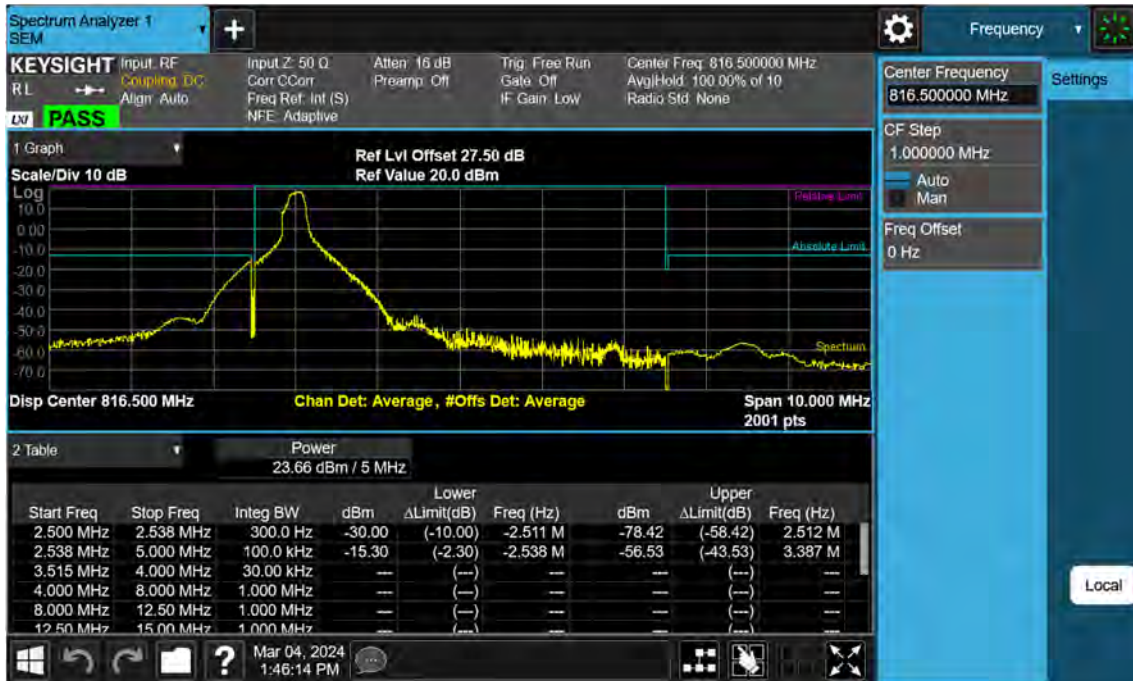 Spectrum Analyzer 1
SEM
Frequency
KEYSIGHT
RL
LXI
PASS
Input: RF
Coupling: DC
Align: Auto
Input Z: 50 Ω
Corr CCorr
Freq Ref: Int (S)
NFE: Adaptive
Atten: 16 dB
Preamp: Off
Trig: Free Run
Gate: Off
IF Gain: Low
Center Freq: 816.500000 MHz
Avg|Hold: 100.00% of 10
Radio Std: None
Center Frequency
816.500000 MHz
Settings
CF Step
1.000000 MHz
Auto
Man
Freq Offset
0 Hz
Local
1 Graph
Scale/Div 10 dB
Ref Lvl Offset 27.50 dB
Ref Value 20.0 dBm
Log
10.0
0.00
-10.0
-20.0
-30.0
-40.0
-50.0
-60.0
-70.0
Relative Limit
Absolute Limit
Spectrum
Disp Center 816.500 MHz
Chan Det: Average, #Offs Det: Average
Span 10.000 MHz
2001 pts
2 Table
Power
23.66 dBm / 5 MHz
Lower Upper
Start Freq Stop Freq Integ BW dBm ΔLimit(dB) Freq (Hz) dBm ΔLimit(dB) Freq (Hz)
2.500 MHz 2.538 MHz 300.0 Hz -30.00 (-10.00) -2.511 M -78.42 (-58.42) 2.512 M
2.538 MHz 5.000 MHz 100.0 kHz -15.30 (-2.30) -2.538 M -56.53 (-43.53) 3.387 M
3.515 MHz 4.000 MHz 30.00 kHz --- (---) --- --- (---) ---
4.000 MHz 8.000 MHz 1.000 MHz --- (---) --- --- (---) ---
8.000 MHz 12.50 MHz 1.000 MHz --- (---) --- --- (---) ---
12.50 MHz 15.00 MHz 1.000 MHz --- (---) --- --- (---) ---
?
Mar 04, 2024
1:46:14 PM